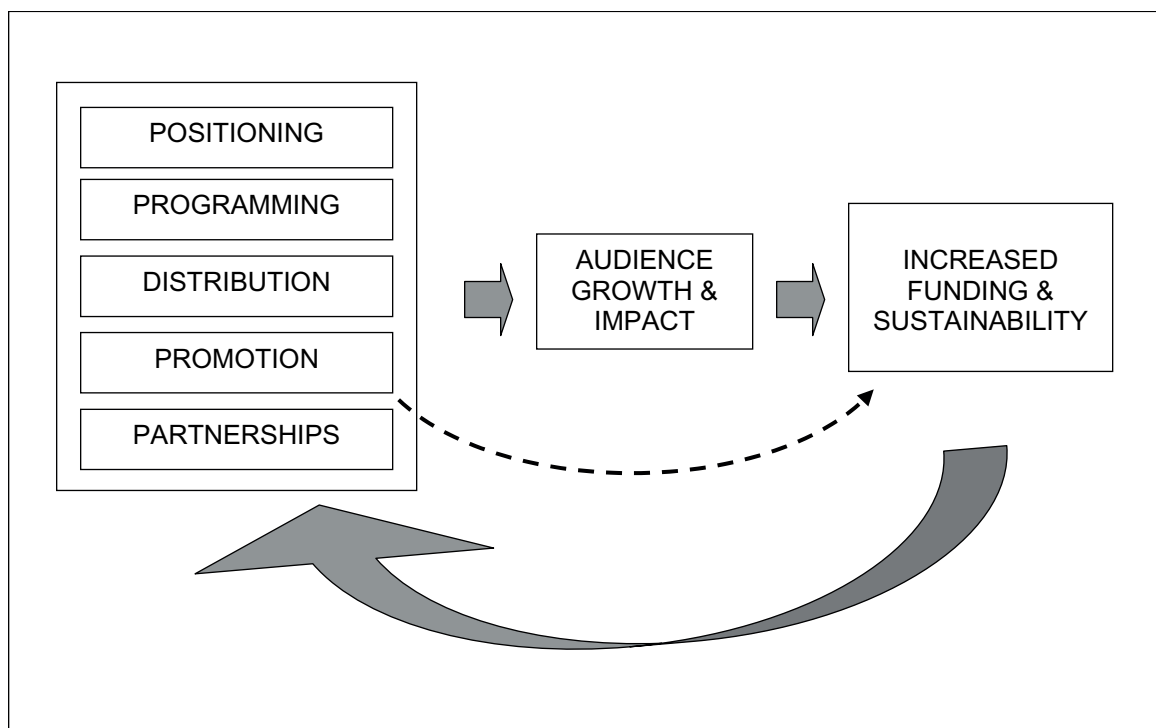 POSITIONING
PROGRAMMING
DISTRIBUTION
PROMOTION
PARTNERSHIPS
AUDIENCE
GROWTH &
IMPACT
INCREASED
FUNDING &
SUSTAINABILITY